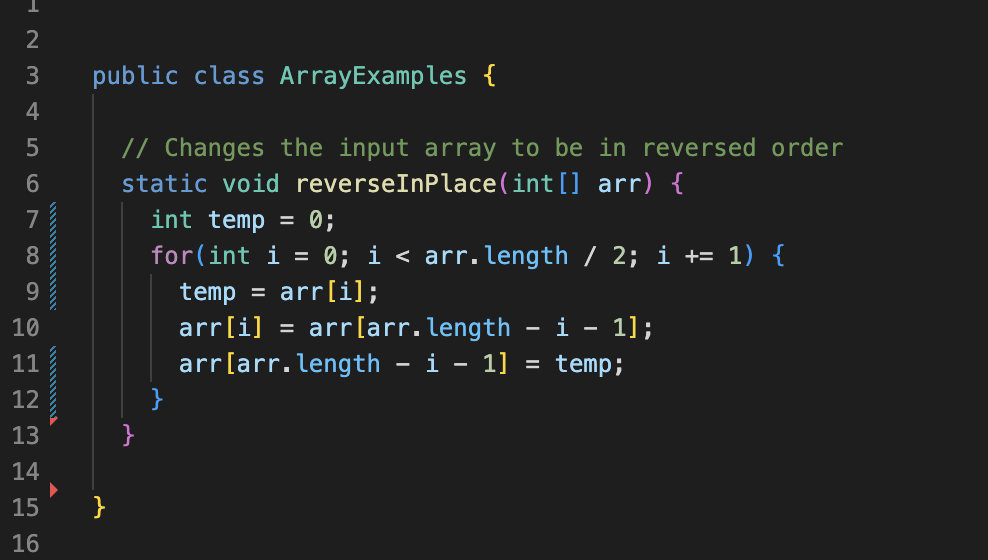 1
2
3 public class ArrayExamples {
4
5   // Changes the input array to be in reversed order
6   static void reverseInPlace(int[] arr) {
7     int temp = 0;
8     for(int i = 0; i < arr.length / 2; i += 1) {
9       temp = arr[i];
10       arr[i] = arr[arr.length - i - 1];
11       arr[arr.length - i - 1] = temp;
12     }
13   }
14
15 }
16